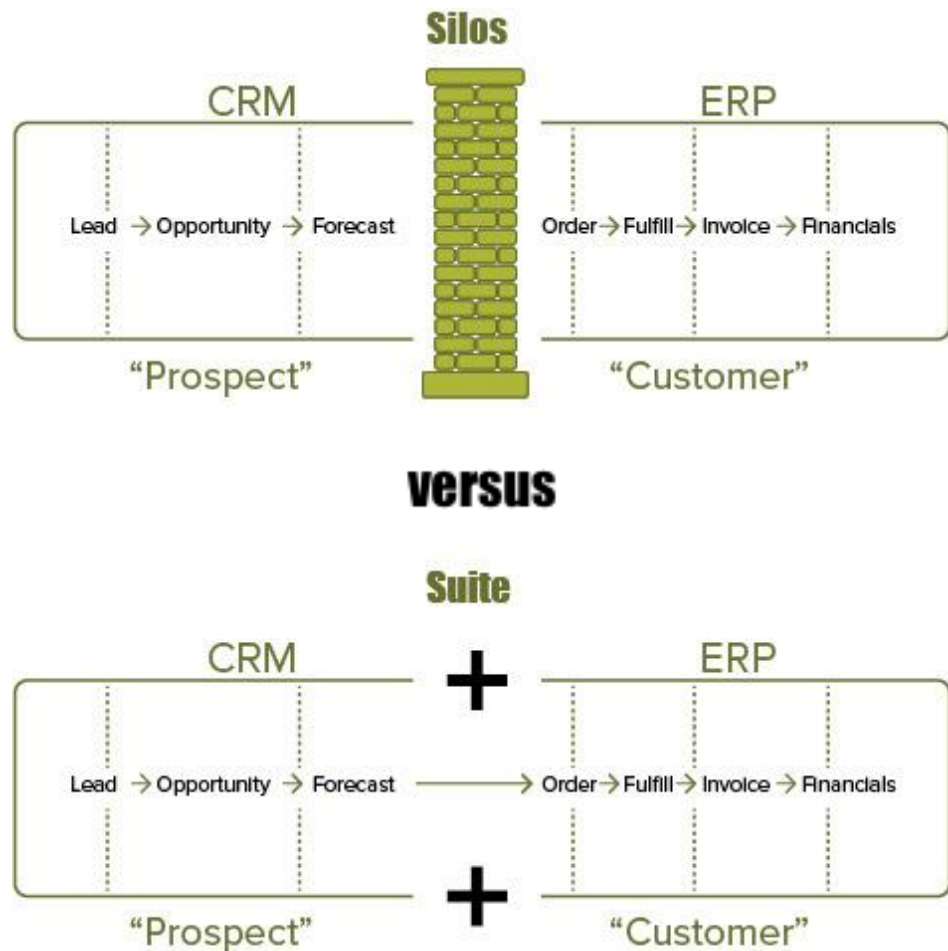 Silos
CRM
ERP
Lead → Opportunity → Forecast
Order → Fulfill → Invoice → Financials
“Prospect”
“Customer”
versus
Suite
CRM
+
ERP
Lead → Opportunity → Forecast → Order → Fulfill → Invoice → Financials
+
“Prospect”
“Customer”